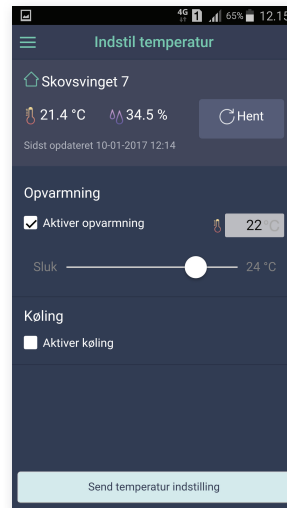 4G 1 65% 12.15
Indstil temperatur
Skovsvinget 7
21.4 °C 34.5 % Hent
Sidst opdateret 10-01-2017 12:14
Opvarmning
Aktiver opvarmning 22°C
Sluk 24 °C
Køling
Aktiver køling
Send temperatur indstilling